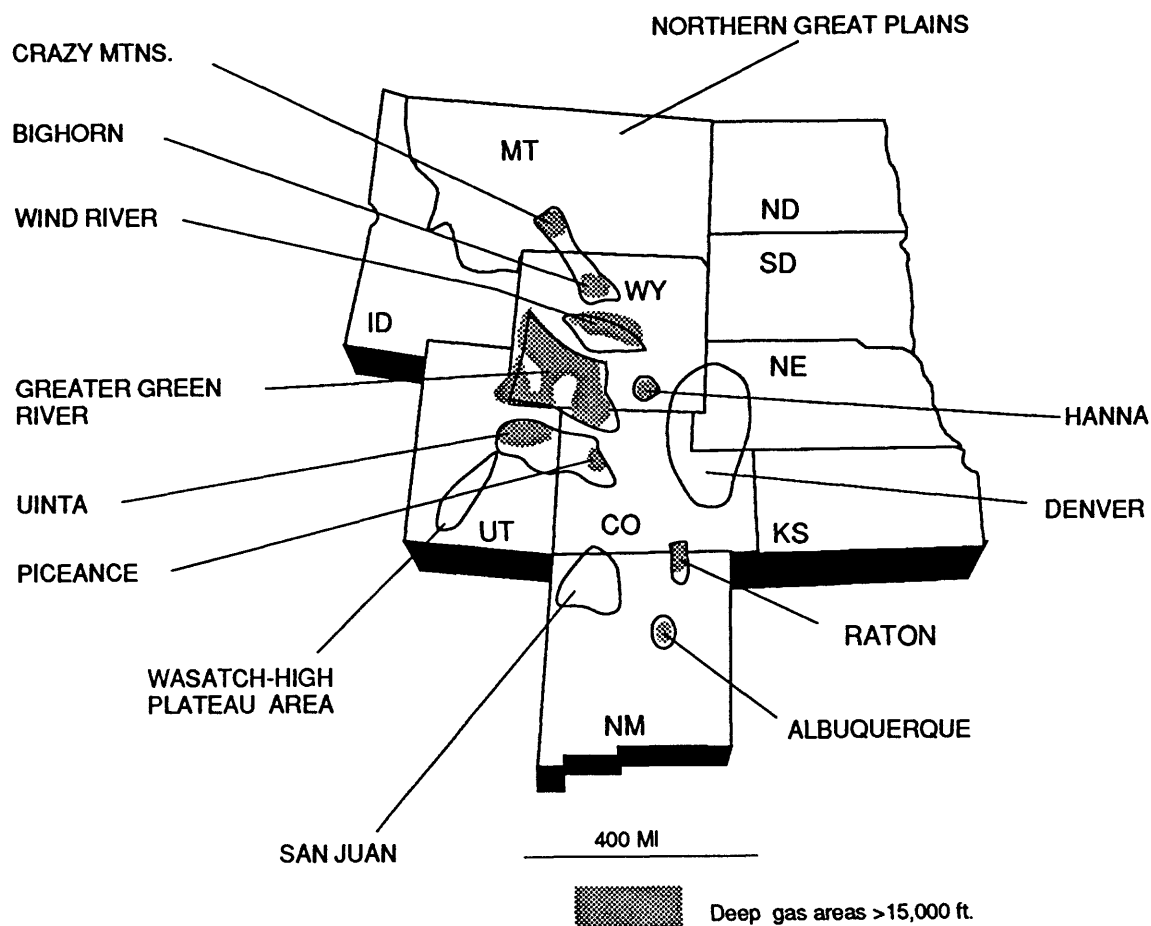 NORTHERN GREAT PLAINS
CRAZY MTNS.
BIGHORN
MT
WIND RIVER
ND
SD
WY
ID
NE
GREATER GREEN
RIVER
HANNA
UINTA
DENVER
UT
CO
KS
PICEANCE
RATON
WASATCH-HIGH
PLATEAU AREA
NM
ALBUQUERQUE
SAN JUAN
400 MI
Deep gas areas >15,000 ft.